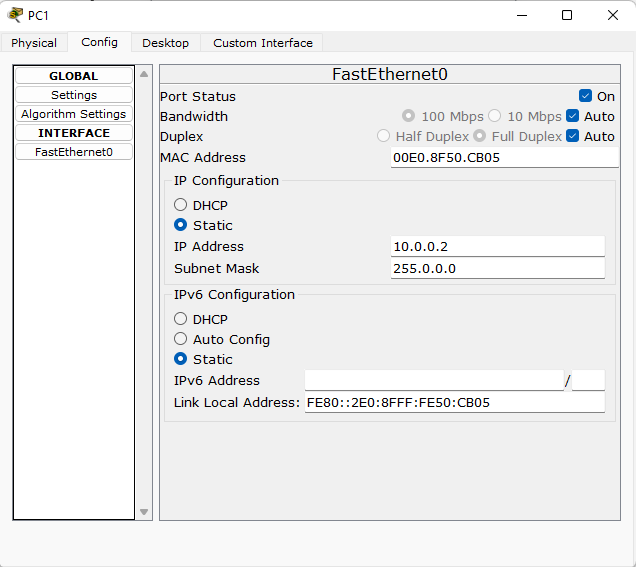 PC1
Physical Config Desktop Custom Interface
GLOBAL
Settings
Algorithm Settings
INTERFACE
FastEthernet0
FastEthernet0
Port Status On
Bandwidth 100 Mbps 10 Mbps Auto
Duplex Half Duplex Full Duplex Auto
MAC Address 00E0.8F50.CB05
IP Configuration
DHCP
Static
IP Address 10.0.0.2
Subnet Mask 255.0.0.0
IPv6 Configuration
DHCP
Auto Config
Static
IPv6 Address /
Link Local Address: FE80::2E0:8FFF:FE50:CB05